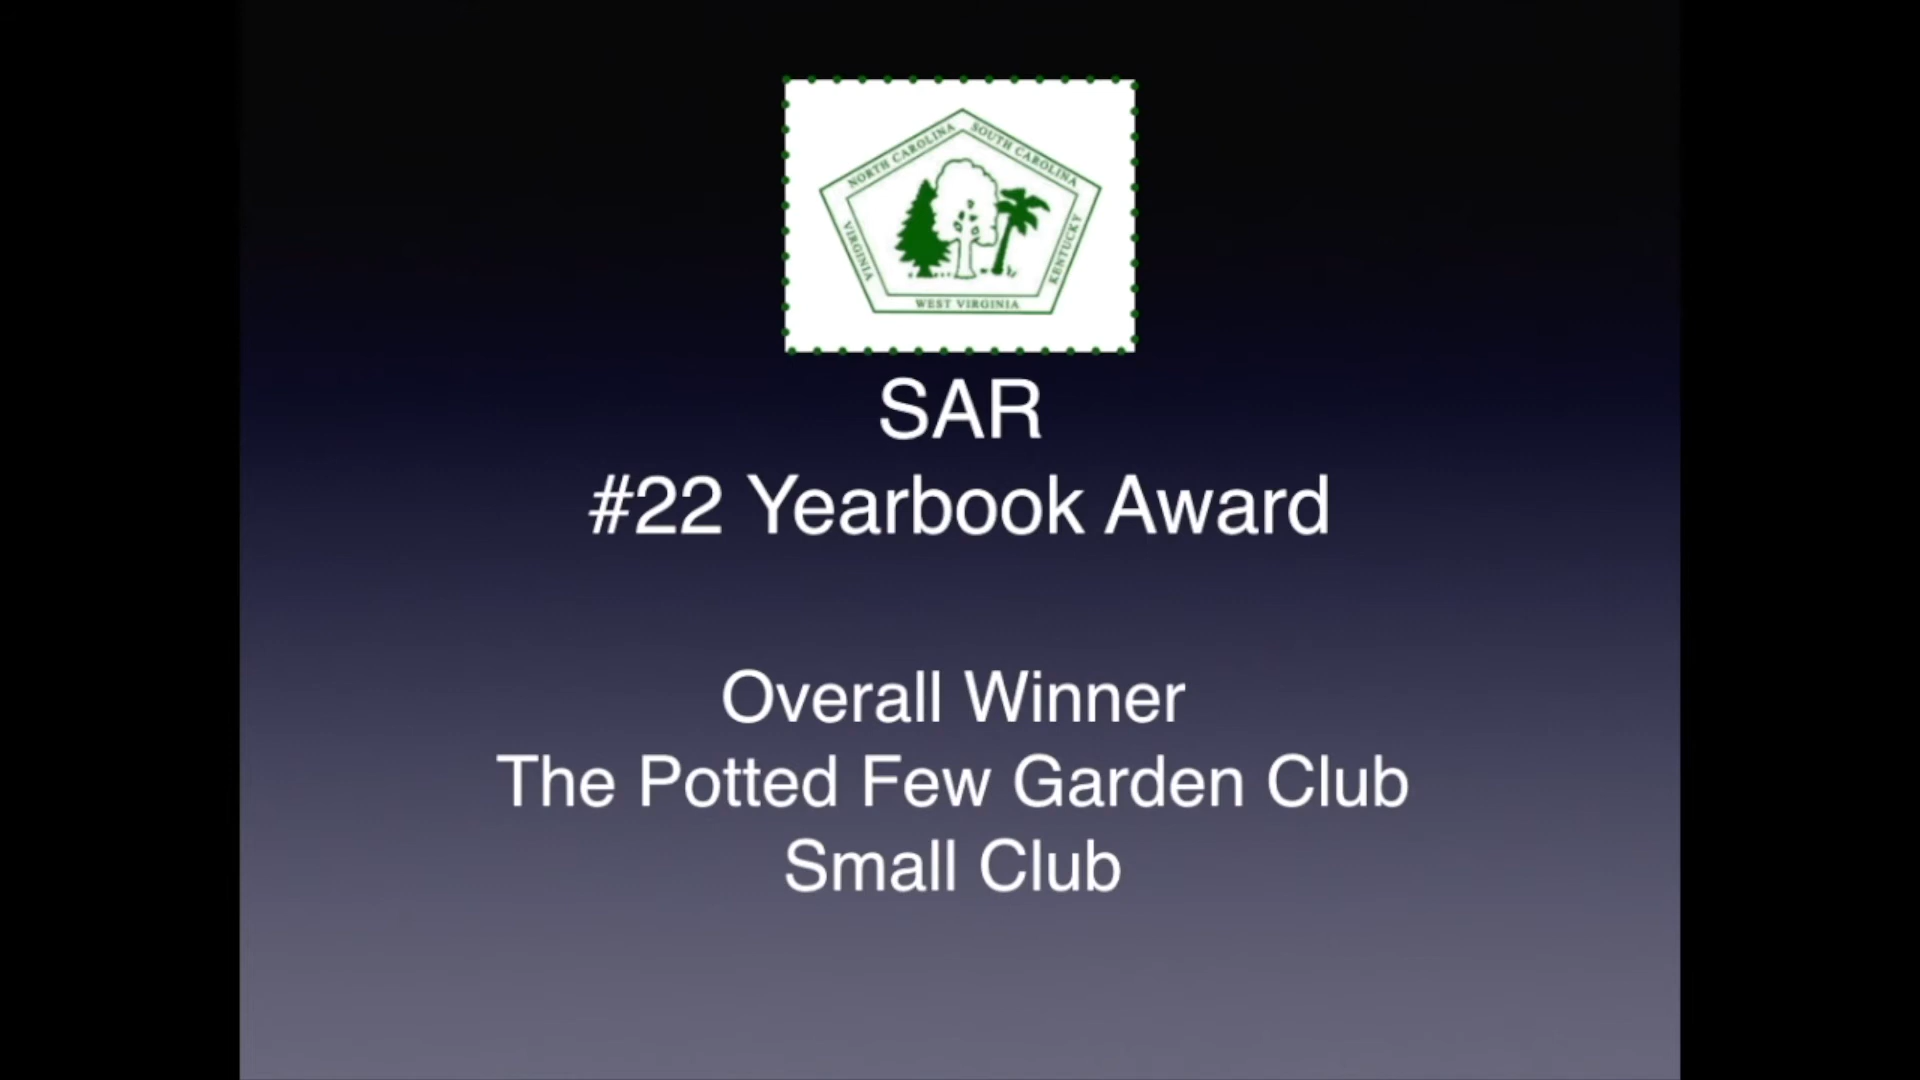 NORTH CAROLINA
SOUTH CAROLINA
VIRGINIA
KENTUCKY
WEST VIRGINIA
SAR
#22 Yearbook Award
Overall Winner
The Potted Few Garden Club
Small Club